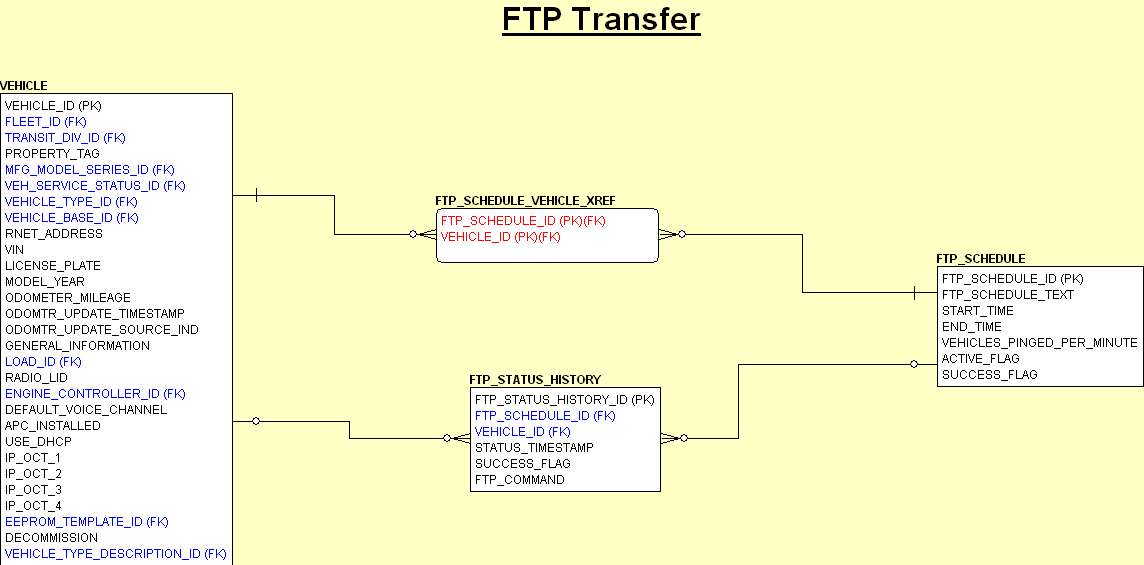 FTP Transfer
VEHICLE
VEHICLE_ID (PK)
FLEET_ID (FK)
TRANSIT_DIV_ID (FK)
PROPERTY_TAG
MFG_MODEL_SERIES_ID (FK)
VEH_SERVICE_STATUS_ID (FK)
VEHICLE_TYPE_ID (FK)
VEHICLE_BASE_ID (FK)
RNET_ADDRESS
VIN
LICENSE_PLATE
MODEL_YEAR
ODOMETER_MILEAGE
ODOMTR_UPDATE_TIMESTAMP
ODOMTR_UPDATE_SOURCE_IND
GENERAL_INFORMATION
LOAD_ID (FK)
RADIO_LID
ENGINE_CONTROLLER_ID (FK)
DEFAULT_VOICE_CHANNEL
APC_INSTALLED
USE_DHCP
IP_OCT_1
IP_OCT_2
IP_OCT_3
IP_OCT_4
EEPROM_TEMPLATE_ID (FK)
DECOMMISSION
VEHICLE_TYPE_DESCRIPTION_ID (FK)
FTP_SCHEDULE_VEHICLE_XREF
FTP_SCHEDULE_ID (PK)(FK)
VEHICLE_ID (PK)(FK)
FTP_STATUS_HISTORY
FTP_STATUS_HISTORY_ID (PK)
FTP_SCHEDULE_ID (FK)
VEHICLE_ID (FK)
STATUS_TIMESTAMP
SUCCESS_FLAG
FTP_COMMAND
FTP_SCHEDULE
FTP_SCHEDULE_ID (PK)
FTP_SCHEDULE_TEXT
START_TIME
END_TIME
VEHICLES_PINGED_PER_MINUTE
ACTIVE_FLAG
SUCCESS_FLAG